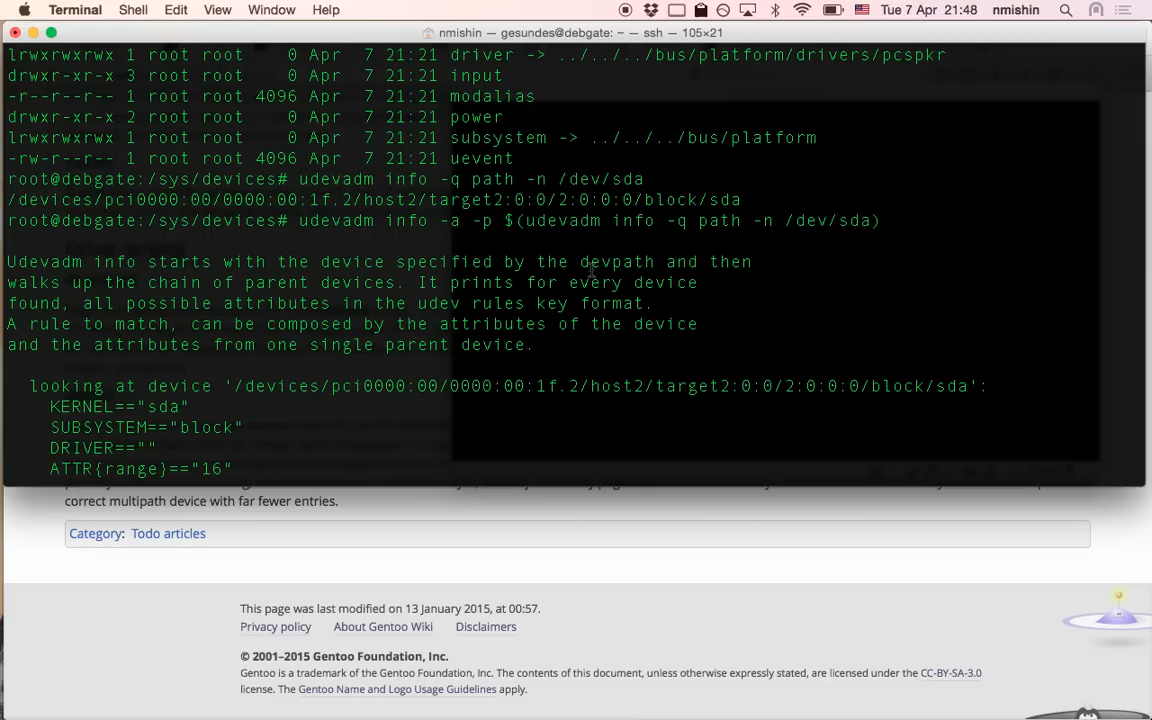 Terminal Shell Edit View Window Help Tue 7 Apr 21:48 nmishin
nmishin — gesundes@debgate: ~ — ssh — 105×21
lrwxrwxrwx 1 root root    0 Apr  7 21:21 driver -> ../../../bus/platform/drivers/pcspkr
drwxr-xr-x 3 root root    0 Apr  7 21:21 input
-r--r--r-- 1 root root 4096 Apr  7 21:21 modalias
drwxr-xr-x 2 root root    0 Apr  7 21:21 power
lrwxrwxrwx 1 root root    0 Apr  7 21:21 subsystem -> ../../../bus/platform
-rw-r--r-- 1 root root 4096 Apr  7 21:21 uevent
root@debgate:/sys/devices# udevadm info -q path -n /dev/sda
/devices/pci0000:00/0000:00:1f.2/host2/target2:0:0/2:0:0:0/block/sda
root@debgate:/sys/devices# udevadm info -a -p $(udevadm info -q path -n /dev/sda)
Udevadm info starts with the device specified by the devpath and then
walks up the chain of parent devices. It prints for every device
found, all possible attributes in the udev rules key format.
A rule to match, can be composed by the attributes of the device
and the attributes from one single parent device.
looking at device '/devices/pci0000:00/0000:00:1f.2/host2/target2:0:0/2:0:0:0/block/sda':
KERNEL=="sda"
SUBSYSTEM=="block"
DRIVER==""
ATTR{range}=="16"
correct multipath device with far fewer entries.
Category: Todo articles
This page was last modified on 13 January 2015, at 00:57.
Privacy policy About Gentoo Wiki Disclaimers
© 2001–2015 Gentoo Foundation, Inc.
Gentoo is a trademark of the Gentoo Foundation, Inc. The contents of this document, unless otherwise expressly stated, are licensed under the CC-BY-SA-3.0
license. The Gentoo Name and Logo Usage Guidelines apply.